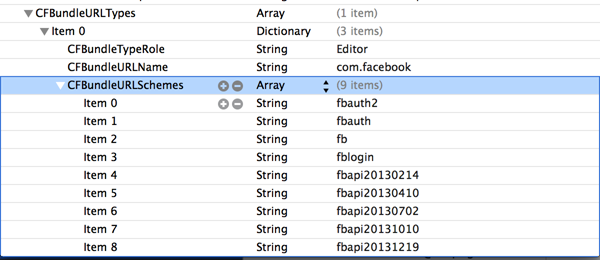 CFBundleURLTypes Array (1 item)
Item 0 Dictionary (3 items)
CFBundleTypeRole String Editor
CFBundleURLName String com.facebook
CFBundleURLSchemes Array (9 items)
Item 0 String fbauth2
Item 1 String fbauth
Item 2 String fb
Item 3 String fblogin
Item 4 String fbapi20130214
Item 5 String fbapi20130410
Item 6 String fbapi20130702
Item 7 String fbapi20131010
Item 8 String fbapi20131219